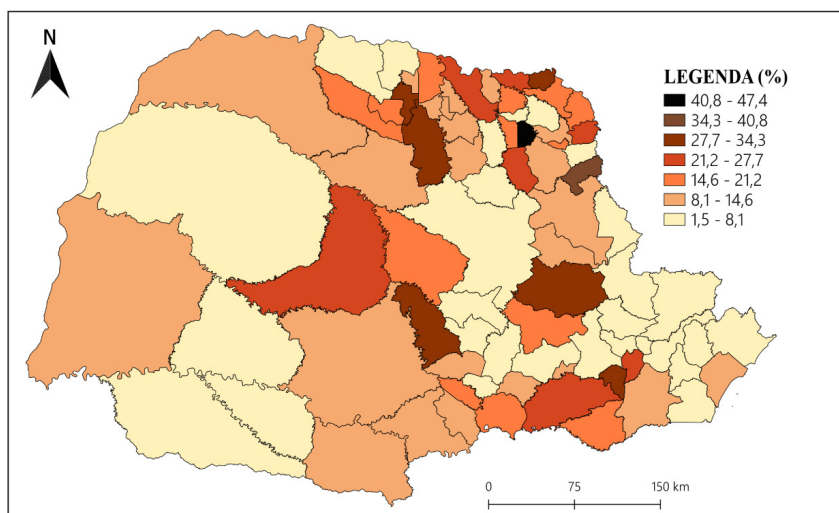 N
LEGENDA (%)
40,8 - 47,4
34,3 - 40,8
27,7 - 34,3
21,2 - 27,7
14,6 - 21,2
8,1 - 14,6
1,5 - 8,1
0 75 150 km